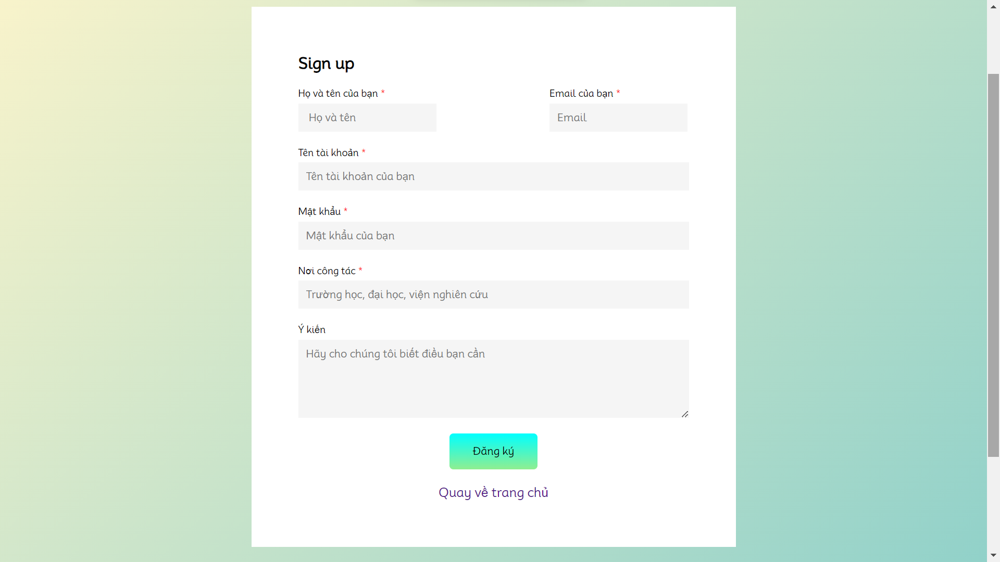 Sign up
Họ và tên của bạn *
Email của bạn *
Họ và tên
Email
Tên tài khoản *
Tên tài khoản của bạn
Mật khẩu *
Mật khẩu của bạn
Nơi công tác *
Trường học, đại học, viện nghiên cứu
Ý kiến
Hãy cho chúng tôi biết điều bạn cần
Đăng ký
Quay về trang chủ